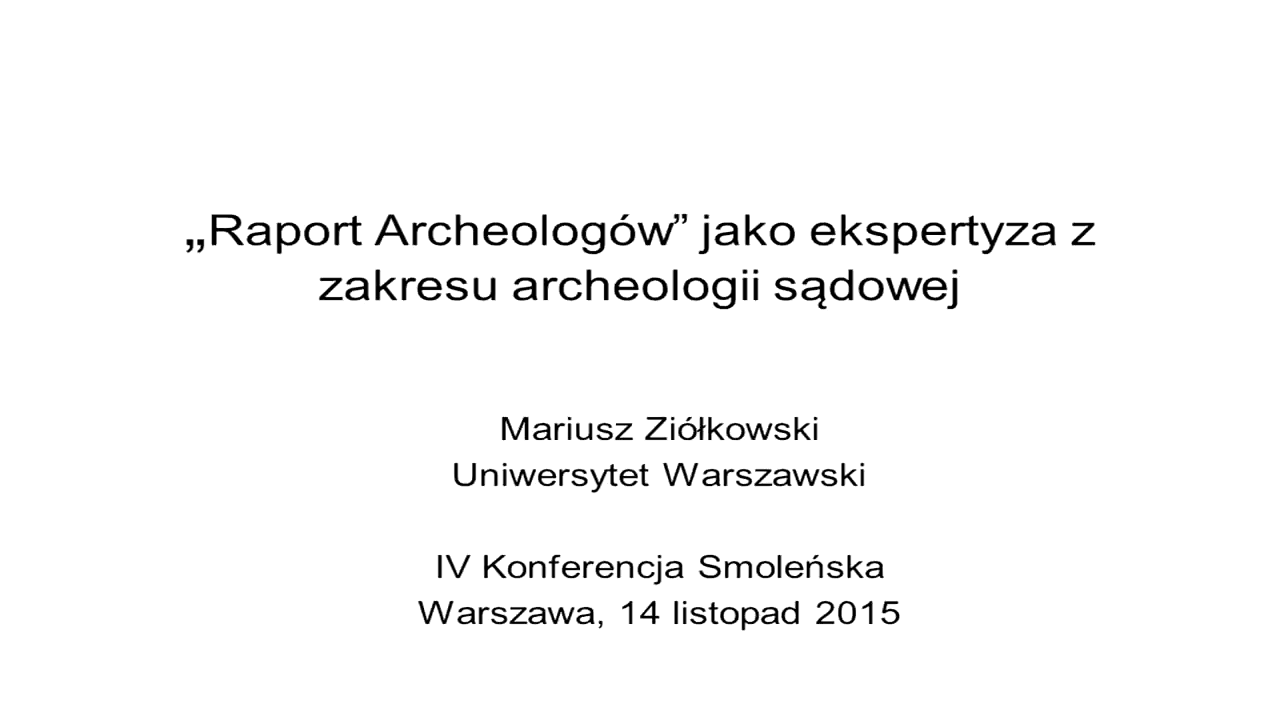 „Raport Archeologów” jako ekspertyza z
zakresu archeologii sądowej
Mariusz Ziółkowski
Uniwersytet Warszawski
IV Konferencja Smoleńska
Warszawa, 14 listopad 2015